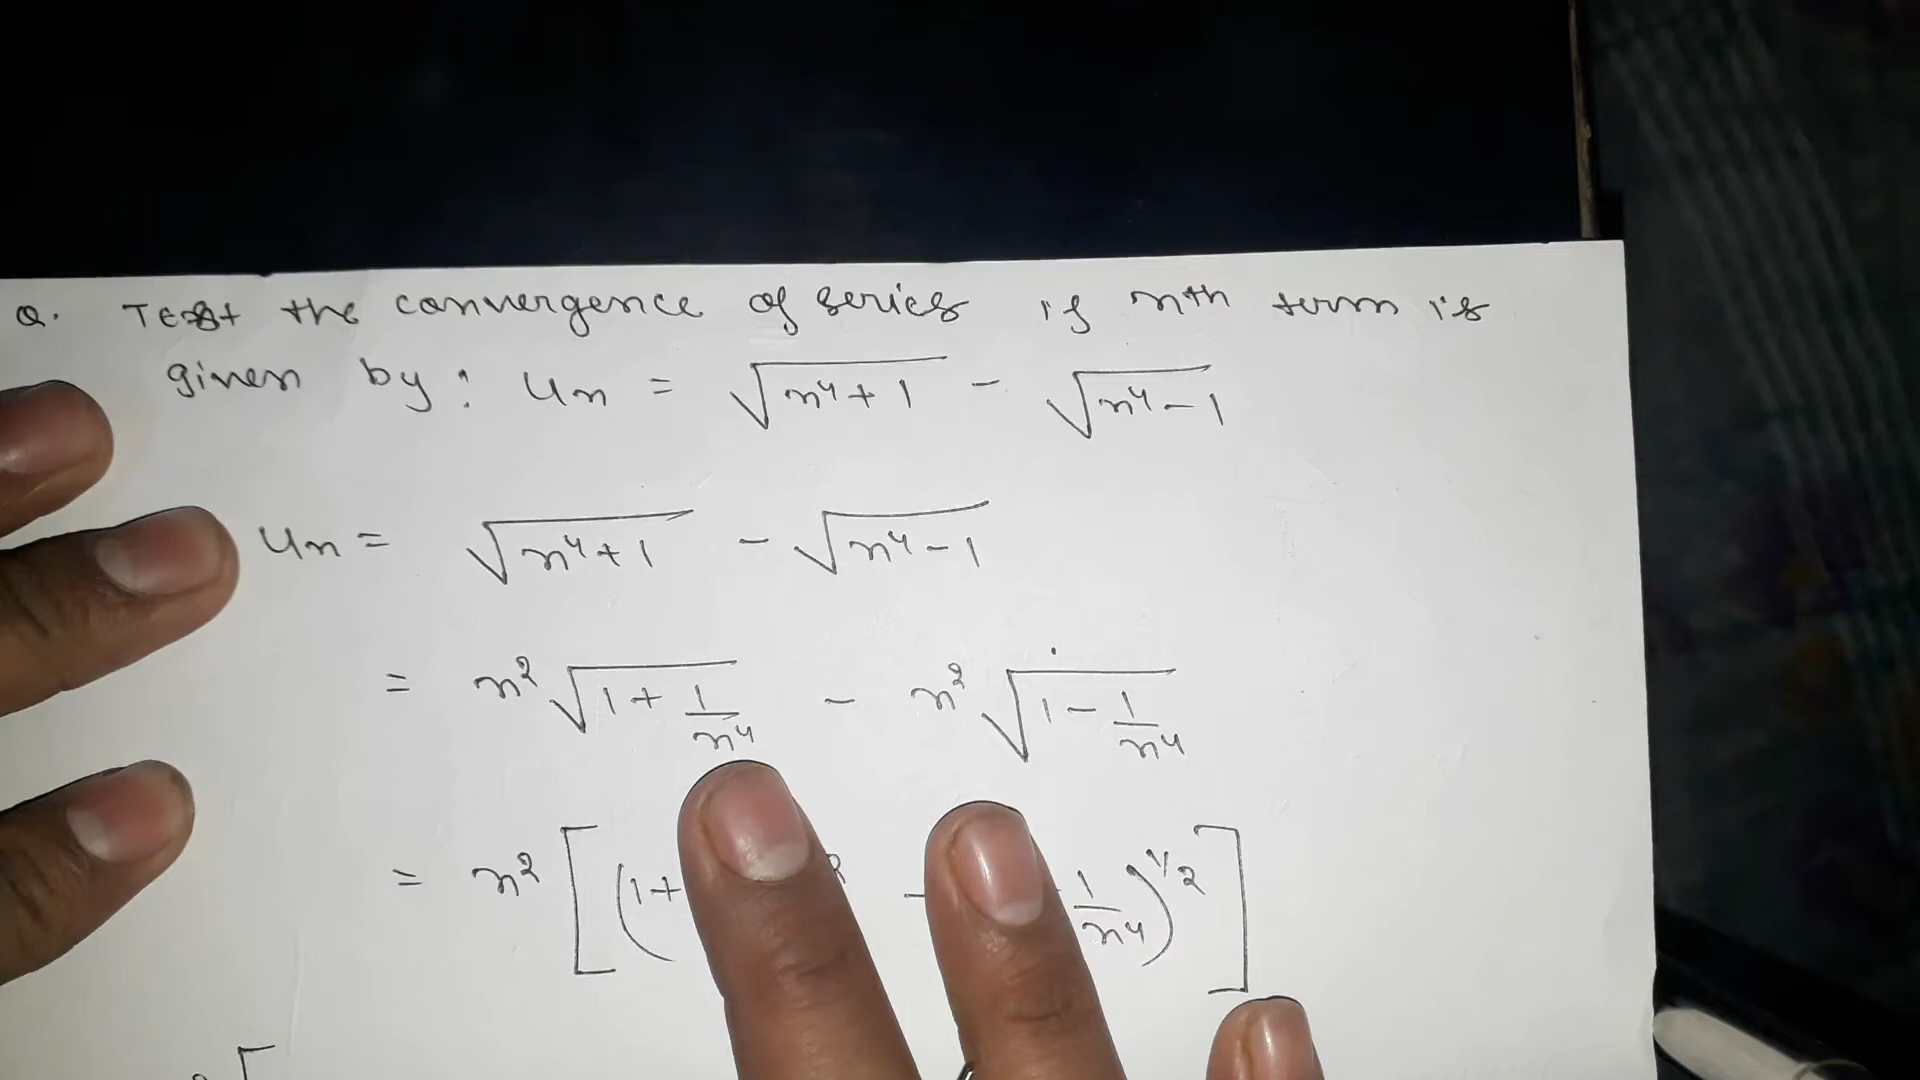 Q. Test the convergence of series if nth term is
given by: Un = √(n⁴+1) - √(n⁴-1)
Un = √(n⁴+1) - √(n⁴-1)
= n² √(1 + 1/n⁴) - n² √(1 - 1/n⁴)
= n² [(1+ 2 - 1/n⁴)^1/2]